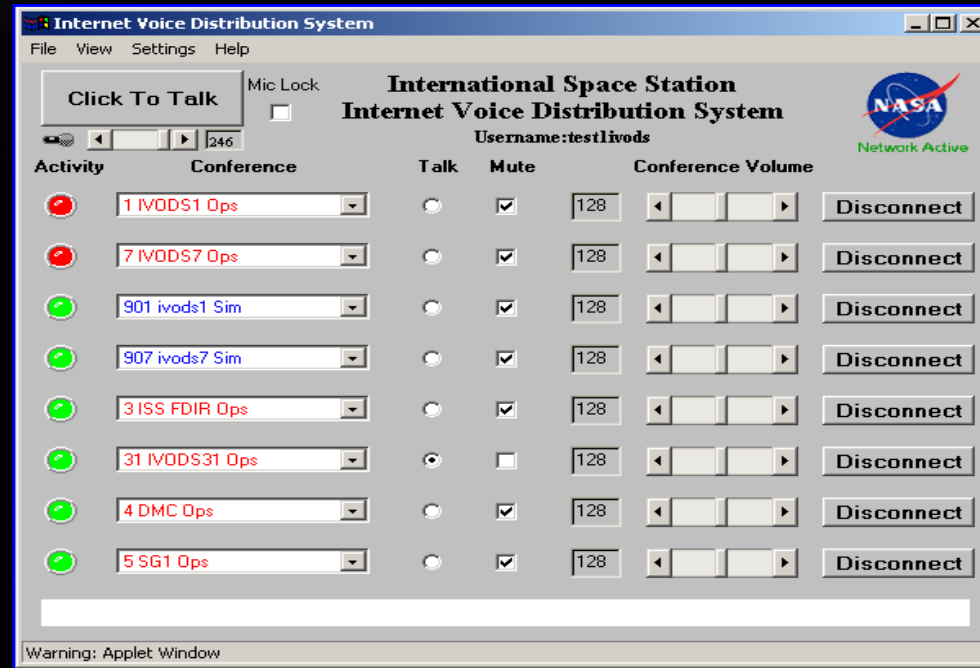 Internet Voice Distribution System
File View Settings Help
Click To Talk
Mic Lock
International Space Station
Internet Voice Distribution System
Username:test1ivods
NASA
Network Active
246
Activity Conference Talk Mute Conference Volume
1 IVODS1 Ops 128 Disconnect
7 IVODS7 Ops 128 Disconnect
901 ivods1 Sim 128 Disconnect
907 ivods7 Sim 128 Disconnect
3 ISS FDIR Ops 128 Disconnect
31 IVODS31 Ops 128 Disconnect
4 DMC Ops 128 Disconnect
5 SG1 Ops 128 Disconnect
Warning: Applet Window